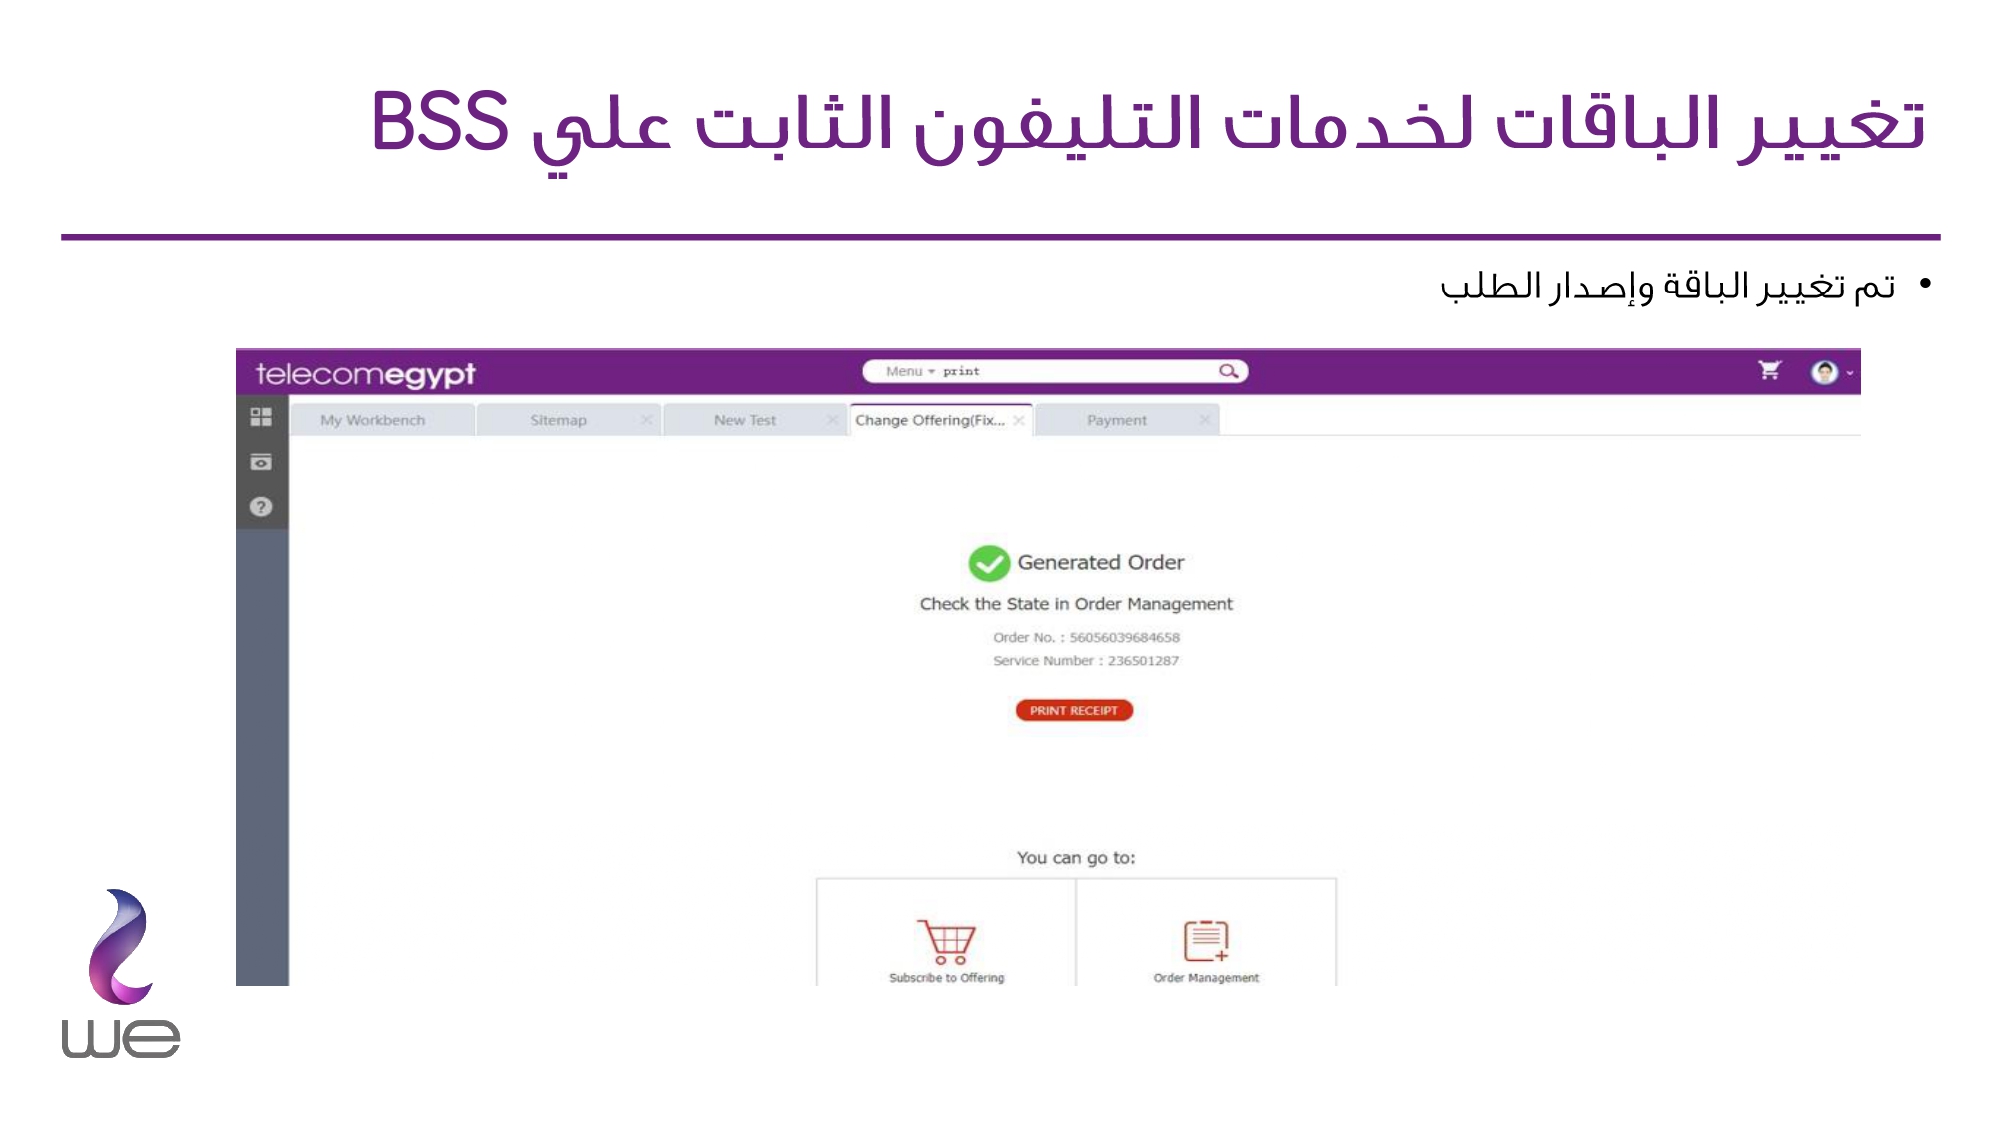 تغيير الباقات لخدمات التليفون الثابت علي BSS
• تم تغيير الباقة وإصدار الطلب
telecomegypt
Menu print
My Workbench Sitemap New Test Change Offering(Fix... Payment
Generated Order
Check the State in Order Management
Order No. : 56056039684658
Service Number : 236501287
PRINT RECEIPT
You can go to:
Subscribe to Offering Order Management
we